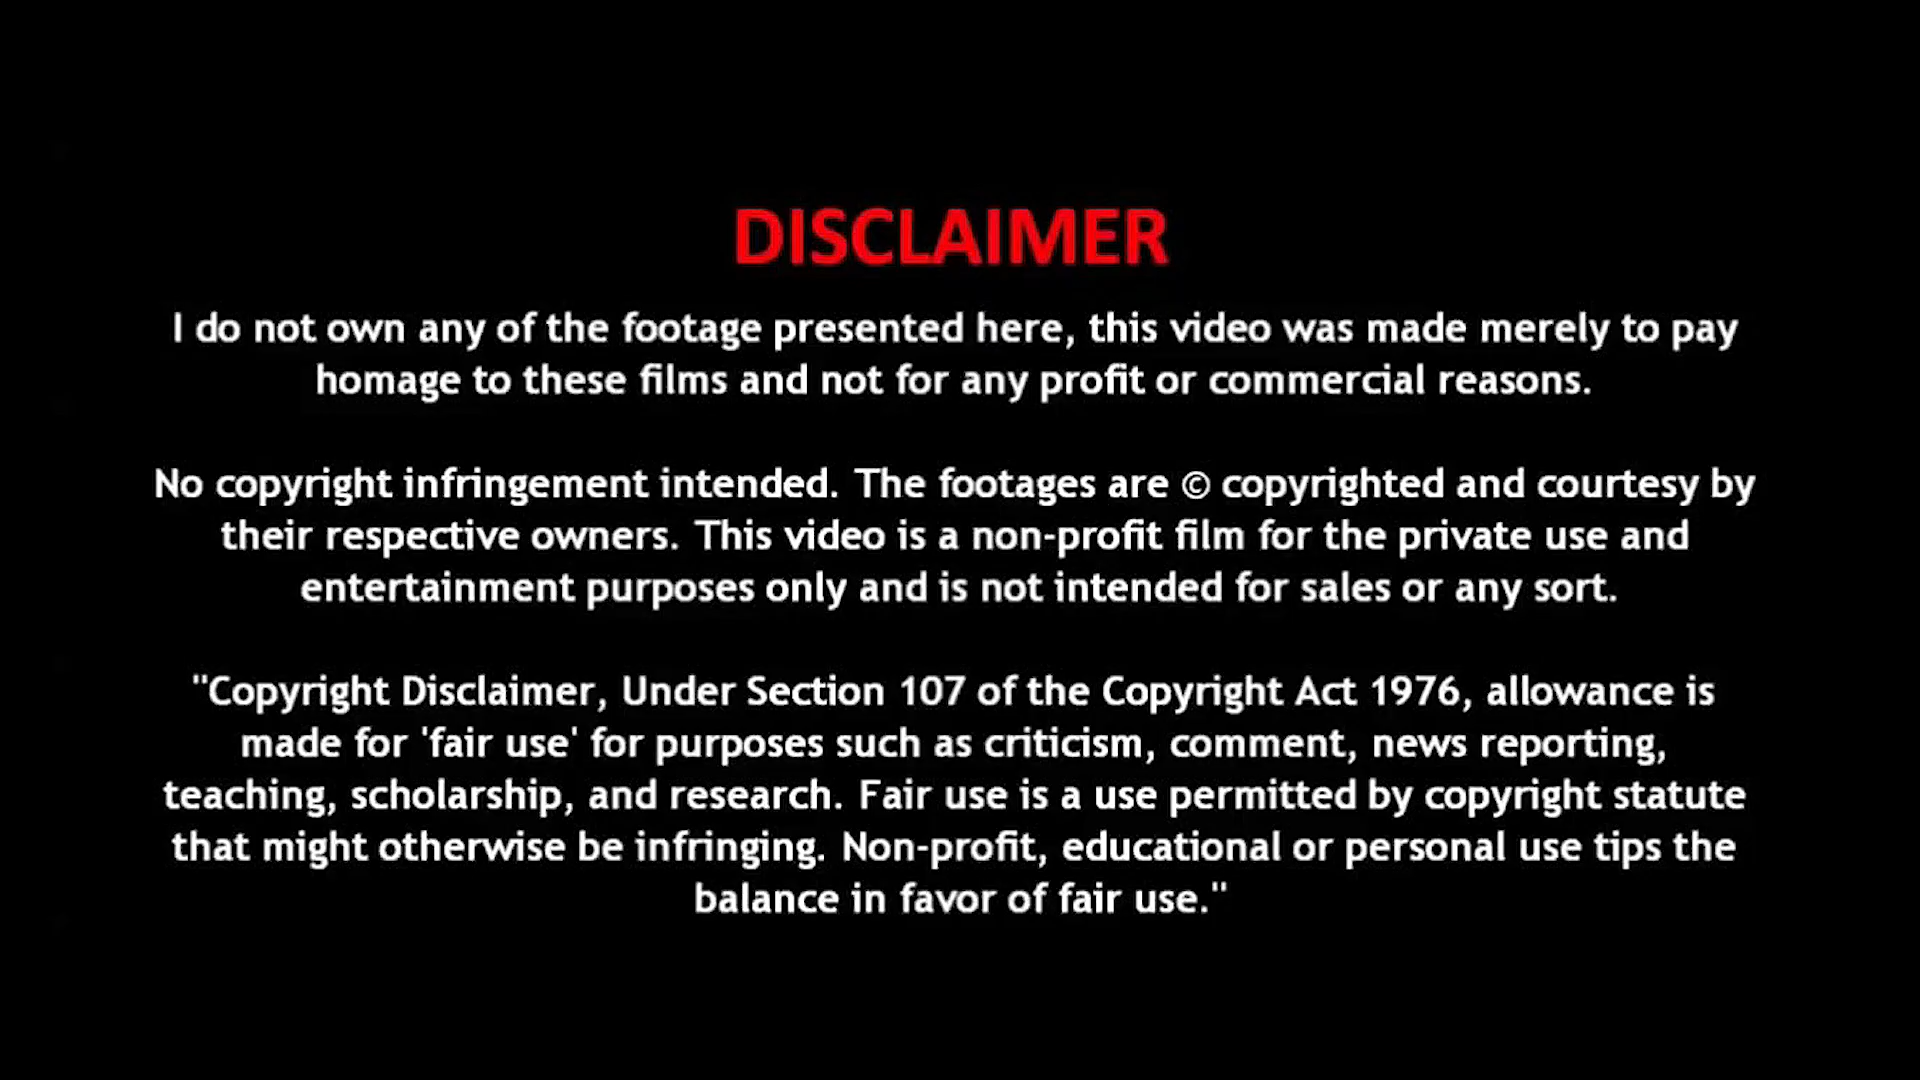 DISCLAIMER
I do not own any of the footage presented here, this video was made merely to pay
homage to these films and not for any profit or commercial reasons.
No copyright infringement intended. The footages are © copyrighted and courtesy by
their respective owners. This video is a non-profit film for the private use and
entertainment purposes only and is not intended for sales or any sort.
"Copyright Disclaimer, Under Section 107 of the Copyright Act 1976, allowance is
made for 'fair use' for purposes such as criticism, comment, news reporting,
teaching, scholarship, and research. Fair use is a use permitted by copyright statute
that might otherwise be infringing. Non-profit, educational or personal use tips the
balance in favor of fair use."